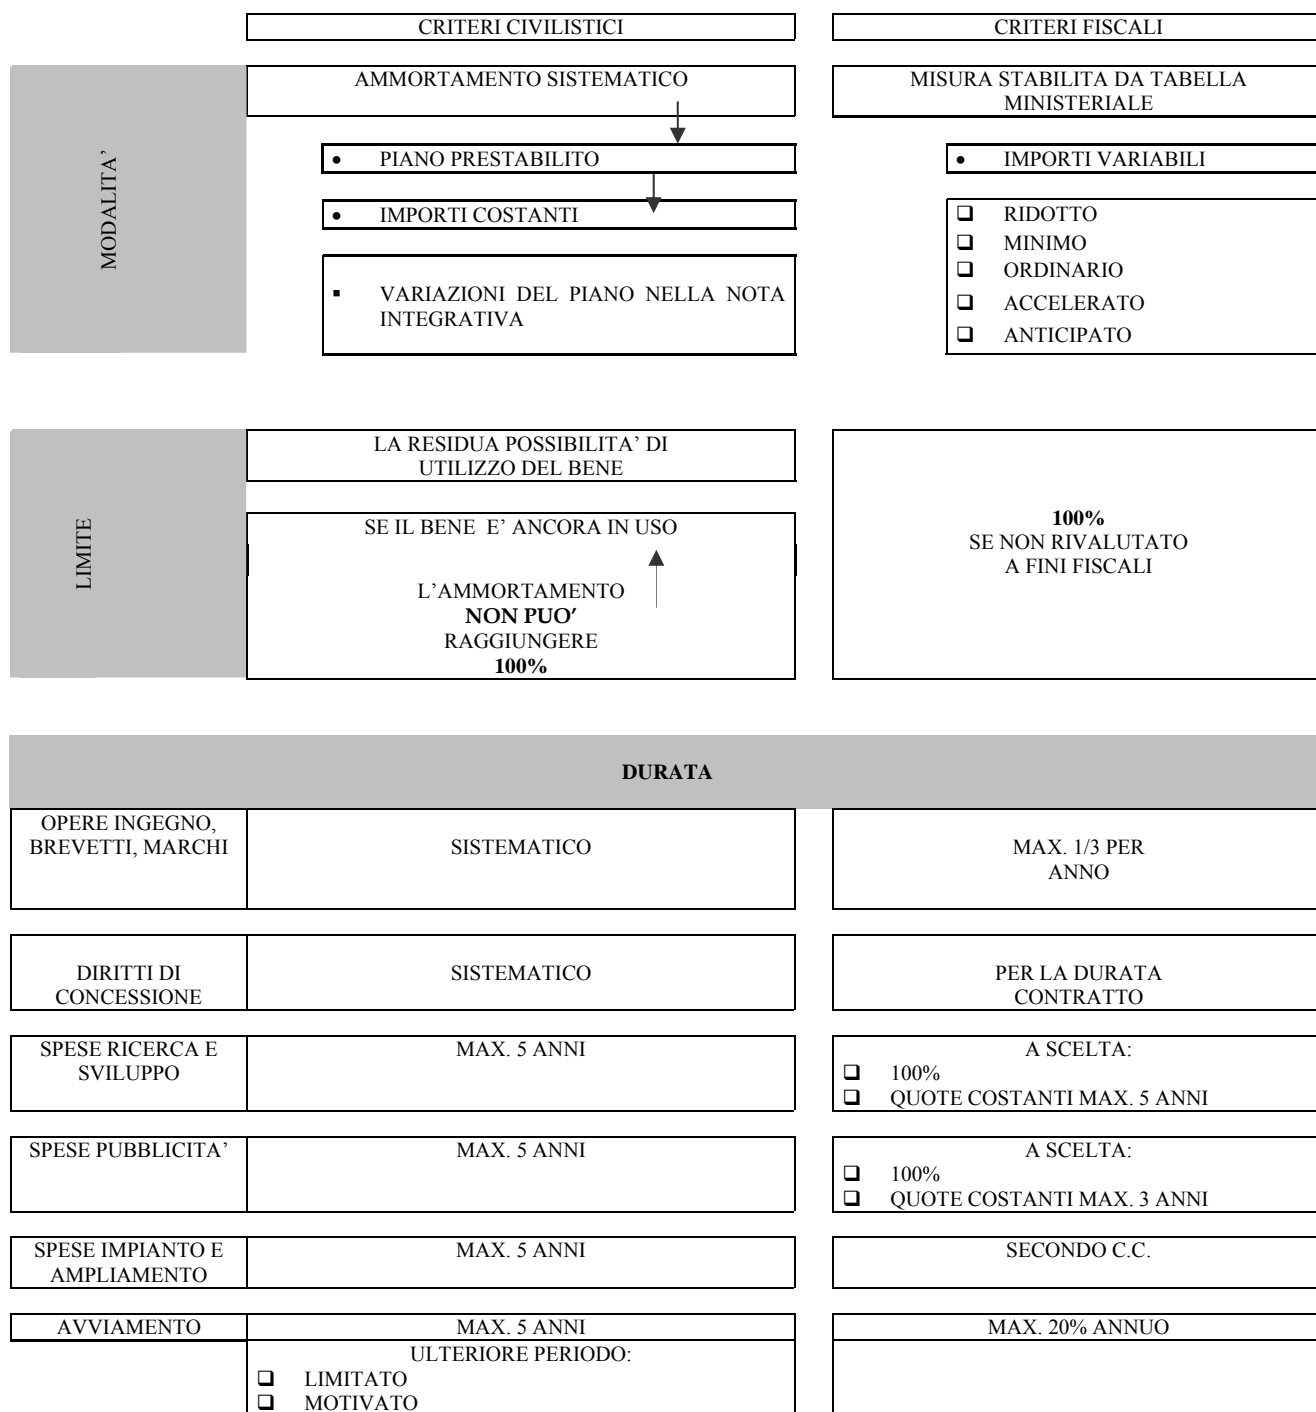 CRITERI CIVILISTICI
CRITERI FISCALI
MODALITA’
AMMORTAMENTO SISTEMATICO
MISURA STABILITA DA TABELLA
MINISTERIALE
• PIANO PRESTABILITO
• IMPORTI VARIABILI
• IMPORTI COSTANTI
▪ VARIAZIONI DEL PIANO NELLA NOTA
INTEGRATIVA
❑ RIDOTTO
❑ MINIMO
❑ ORDINARIO
❑ ACCELERATO
❑ ANTICIPATO
LIMITE
LA RESIDUA POSSIBILITA’ DI
UTILIZZO DEL BENE
SE IL BENE E’ ANCORA IN USO
L’AMMORTAMENTO
NON PUO’
RAGGIUNGERE
100%
100%
SE NON RIVALUTATO
A FINI FISCALI
DURATA
OPERE INGEGNO,
BREVETTI, MARCHI
SISTEMATICO
MAX. 1/3 PER
ANNO
DIRITTI DI
CONCESSIONE
SISTEMATICO
PER LA DURATA
CONTRATTO
SPESE RICERCA E
SVILUPPO
MAX. 5 ANNI
A SCELTA:
❑ 100%
❑ QUOTE COSTANTI MAX. 5 ANNI
SPESE PUBBLICITA’
MAX. 5 ANNI
A SCELTA:
❑ 100%
❑ QUOTE COSTANTI MAX. 3 ANNI
SPESE IMPIANTO E
AMPLIAMENTO
MAX. 5 ANNI
SECONDO C.C.
AVVIAMENTO
MAX. 5 ANNI
MAX. 20% ANNUO
ULTERIORE PERIODO:
❑ LIMITATO
❑ MOTIVATO